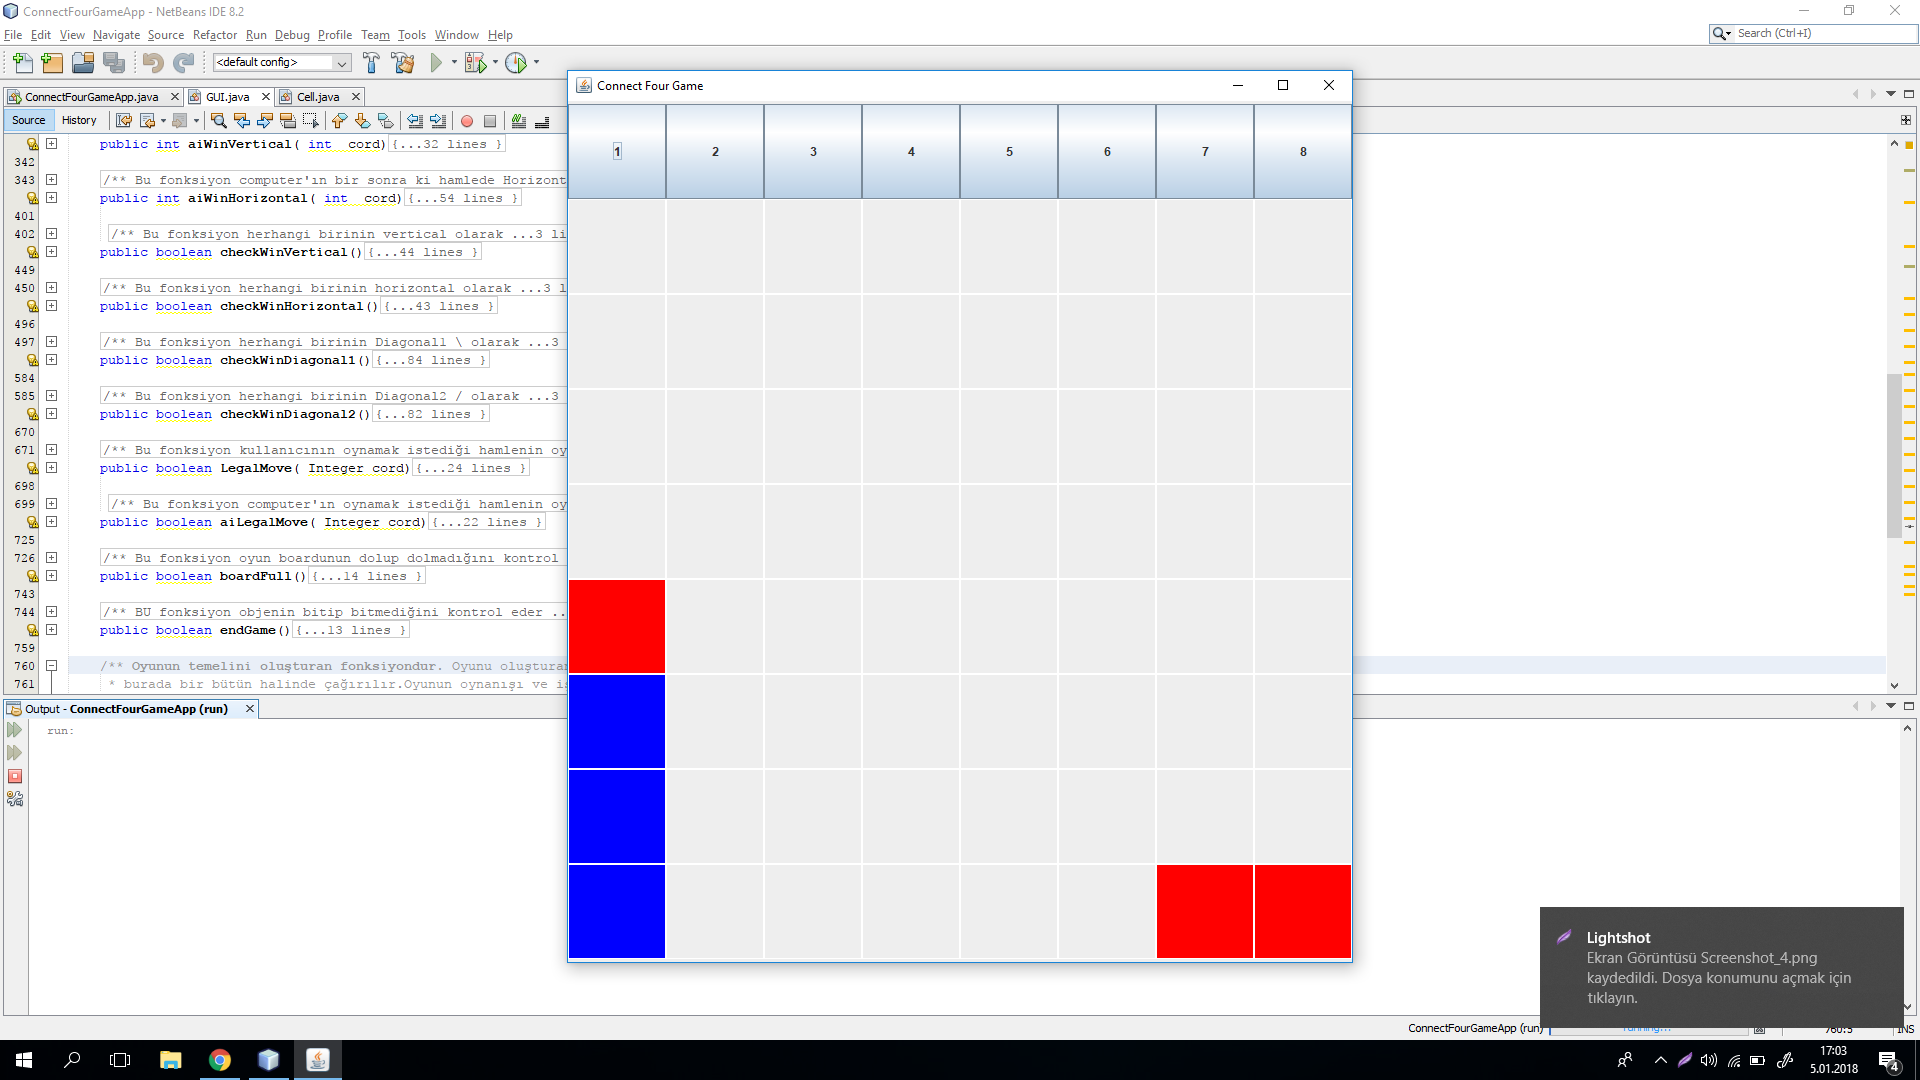 ConnectFourGameApp - NetBeans IDE 8.2
File Edit View Navigate Source Refactor Run Debug Profile Team Tools Window Help
Search (Ctrl+I)
<default config>
ConnectFourGameApp.java GUI.java Cell.java
Source History
public int aiWinVertical( int cord) {...32 lines }
342
343 /** Bu fonksiyon computer'ın bir sonra ki hamlede Horizont
public int aiWinHorizontal( int cord) {...54 lines }
401
402 /** Bu fonksiyon herhangi birinin vertical olarak ...3 li
public boolean checkWinVertical() {...44 lines }
449
450 /** Bu fonksiyon herhangi birinin horizontal olarak ...3 l
public boolean checkWinHorizontal() {...43 lines }
496
497 /** Bu fonksiyon herhangi birinin Diagonal1 \ olarak ...3
public boolean checkWinDiagonal1() {...84 lines }
584
585 /** Bu fonksiyon herhangi birinin Diagonal2 / olarak ...3
public boolean checkWinDiagonal2() {...82 lines }
670
671 /** Bu fonksiyon kullanıcının oynamak istediği hamlenin oy
public boolean LegalMove( Integer cord) {...24 lines }
698
699 /** Bu fonksiyon computer'ın oynamak istediği hamlenin oy
public boolean aiLegalMove( Integer cord) {...22 lines }
725
726 /** Bu fonksiyon oyun boardunun dolup dolmadığını kontrol
public boolean boardFull() {...14 lines }
743
744 /** BU fonksiyon objenin bitip bitmediğini kontrol eder ..
public boolean endGame() {...13 lines }
759
760 /** Oyunun temelini oluşturan fonksiyondur. Oyunu oluşturan
761 * burada bir bütün halinde çağırılır.Oyunun oynanışı ve iş
Connect Four Game
1 2 3 4 5 6 7 8
Output - ConnectFourGameApp (run)
run:
Lightshot
Ekran Görüntüsü Screenshot_4.png
kaydedildi. Dosya konumunu açmak için
tıklayın.
ConnectFourGameApp (run) running... 760:5 INS
17:03
5.01.2018
4